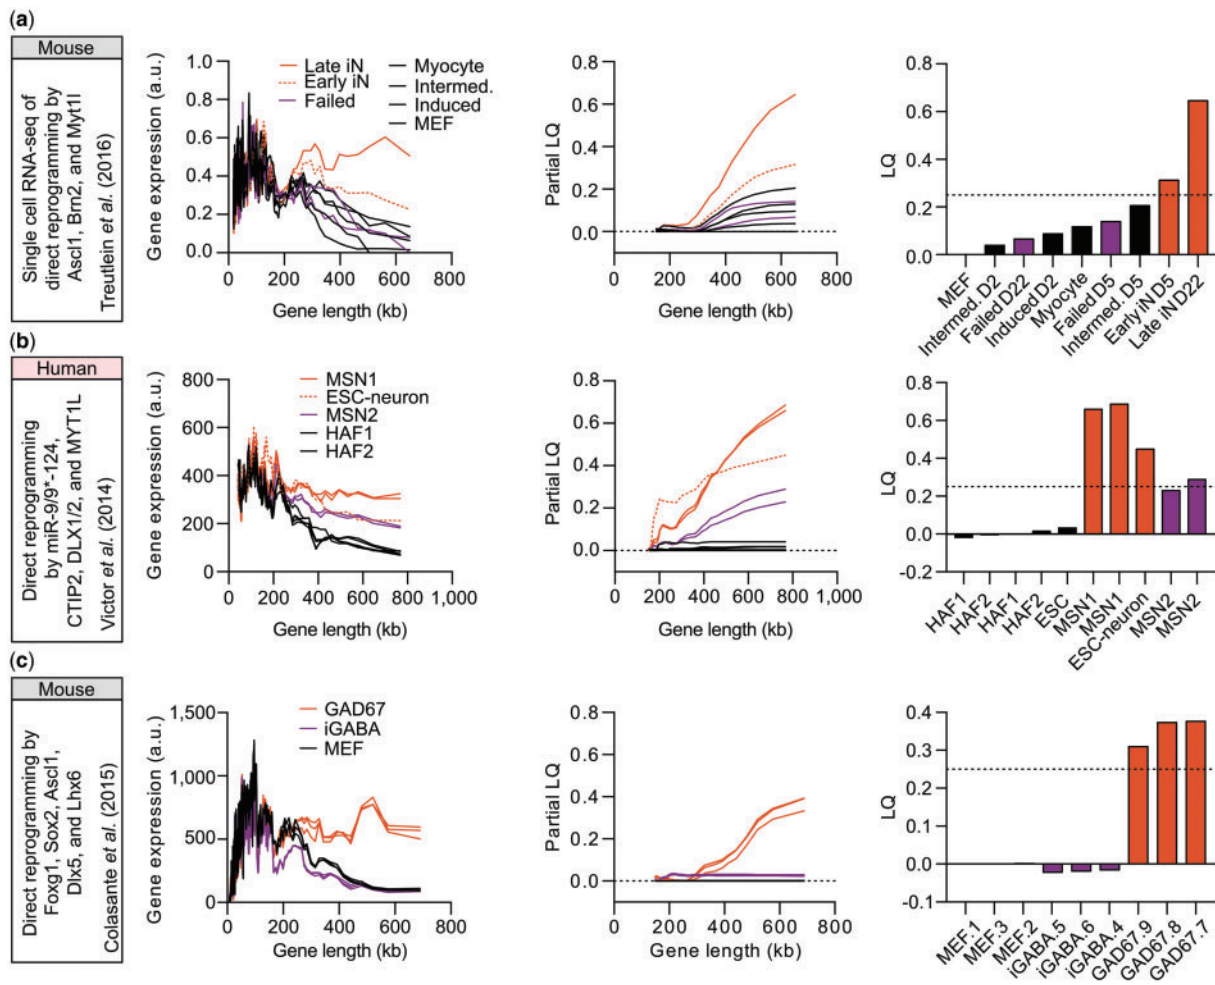 (a)
Mouse
Single cell RNA-seq of
direct reprogramming by
Ascl1, Brn2, and Myt1l
Treutlein et al. (2016)
Gene expression (a.u.)
1.0
0.8
0.6
0.4
0.2
0.0
0 200 400 600 800
Gene length (kb)
Late iN
Early iN
Failed
Myocyte
Intermed.
Induced
MEF
Partial LQ
0.8
0.6
0.4
0.2
0.0
0 200 400 600 800
Gene length (kb)
LQ
0.8
0.6
0.4
0.2
0.0
MEF
Intermed. D2
Failed D22
Induced D2
Myocyte
Failed D5
Intermed. D5
Early iN D5
Late iN D22
(b)
Human
Direct reprogramming
by miR-9/9*-124,
CTIP2, DLX1/2, and MYT1L
Victor et al. (2014)
Gene expression (a.u.)
800
600
400
200
0
0 200 400 600 800 1,000
Gene length (kb)
MSN1
ESC-neuron
MSN2
HAF1
HAF2
Partial LQ
0.8
0.6
0.4
0.2
0.0
0 200 400 600 800 1,000
Gene length (kb)
LQ
0.8
0.6
0.4
0.2
0.0
-0.2
HAF1
HAF2
HAF1
HAF2
ESC
MSN1
MSN1
ESC-neuron
MSN2
MSN2
(c)
Mouse
Direct reprogramming by
Foxg1, Sox2, Ascl1,
Dlx5, and Lhx6
Colasante et al. (2015)
Gene expression (a.u.)
1,500
1,000
500
0
0 200 400 600 800
Gene length (kb)
GAD67
iGABA
MEF
Partial LQ
0.8
0.6
0.4
0.2
0.0
0 200 400 600 800
Gene length (kb)
LQ
0.4
0.3
0.2
0.1
0.0
-0.1
MEF.1
MEF.3
MEF.2
iGABA.5
iGABA.6
iGABA.4
GAD67.9
GAD67.8
GAD67.7